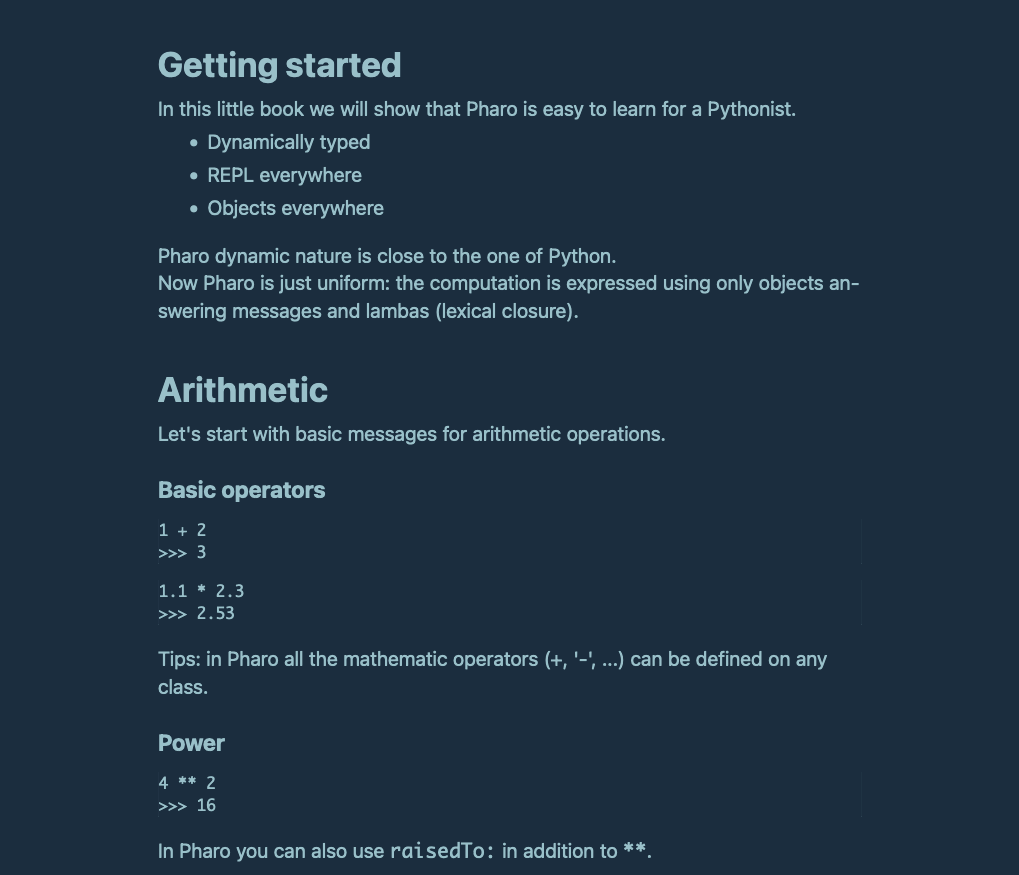 Getting started
In this little book we will show that Pharo is easy to learn for a Pythonist.
• Dynamically typed
• REPL everywhere
• Objects everywhere
Pharo dynamic nature is close to the one of Python.
Now Pharo is just uniform: the computation is expressed using only objects an-
swering messages and lambas (lexical closure).
Arithmetic
Let's start with basic messages for arithmetic operations.
Basic operators
1 + 2
>>> 3
1.1 * 2.3
>>> 2.53
Tips: in Pharo all the mathematic operators (+, '-', ...) can be defined on any
class.
Power
4 ** 2
>>> 16
In Pharo you can also use raisedTo: in addition to **.